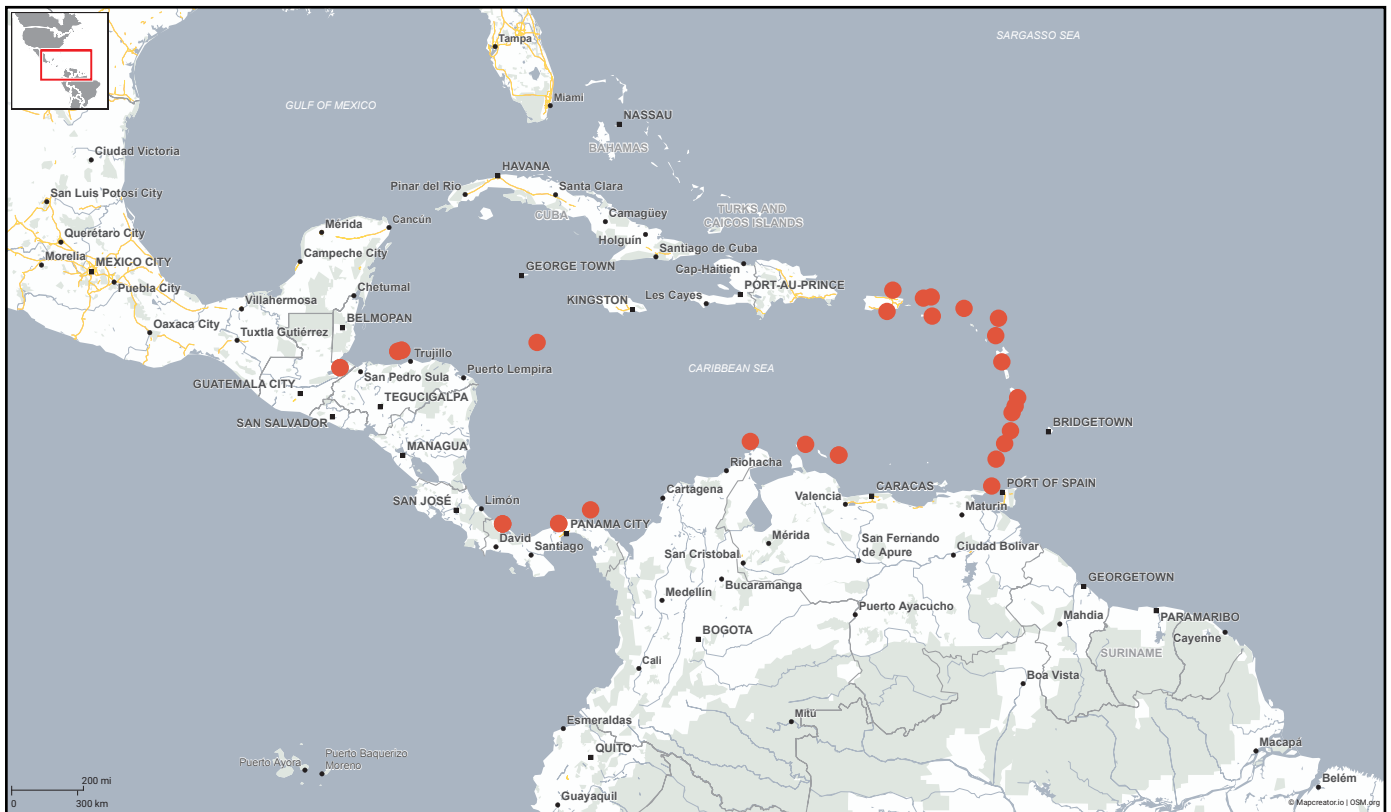 SARGASSO SEA
Tampa
GULF OF MEXICO
Miami
NASSAU
BAHAMAS
Ciudad Victoria
HAVANA
Pinar del Rio
Santa Clara
San Luis Potosí City
CUBA
Camagüey
TURKS AND
CAICOS ISLANDS
Mérida
Cancún
Querétaro City
Holguín
Santiago de Cuba
Campeche City
Morelia
MEXICO CITY
GEORGE TOWN
Cap-Haitien
Puebla City
Chetumal
PORT-AU-PRINCE
Villahermosa
KINGSTON
Les Cayes
BELMOPAN
Oaxaca City
Tuxtla Gutiérrez
Trujillo
Puerto Lempira
CARIBBEAN SEA
San Pedro Sula
GUATEMALA CITY
TEGUCIGALPA
SAN SALVADOR
BRIDGETOWN
MANAGUA
Riohacha
PORT OF SPAIN
CARACAS
Cartagena
Valencia
SAN JOSÉ
Limón
Maturín
PANAMA CITY
David
Santiago
Mérida
San Fernando
de Apure
San Cristobal
Ciudad Bolivar
Bucaramanga
GEORGETOWN
Medellín
Puerto Ayacucho
Mahdia
PARAMARIBO
BOGOTA
Cayenne
SURINAME
Cali
Boa Vista
Mitú
Esmeraldas
QUITO
Macapá
Puerto Baquerizo
Moreno
Puerto Ayora
Belém
200 mi
0
300 km
Guayaquil
© Mapcreator.io | OSM.org